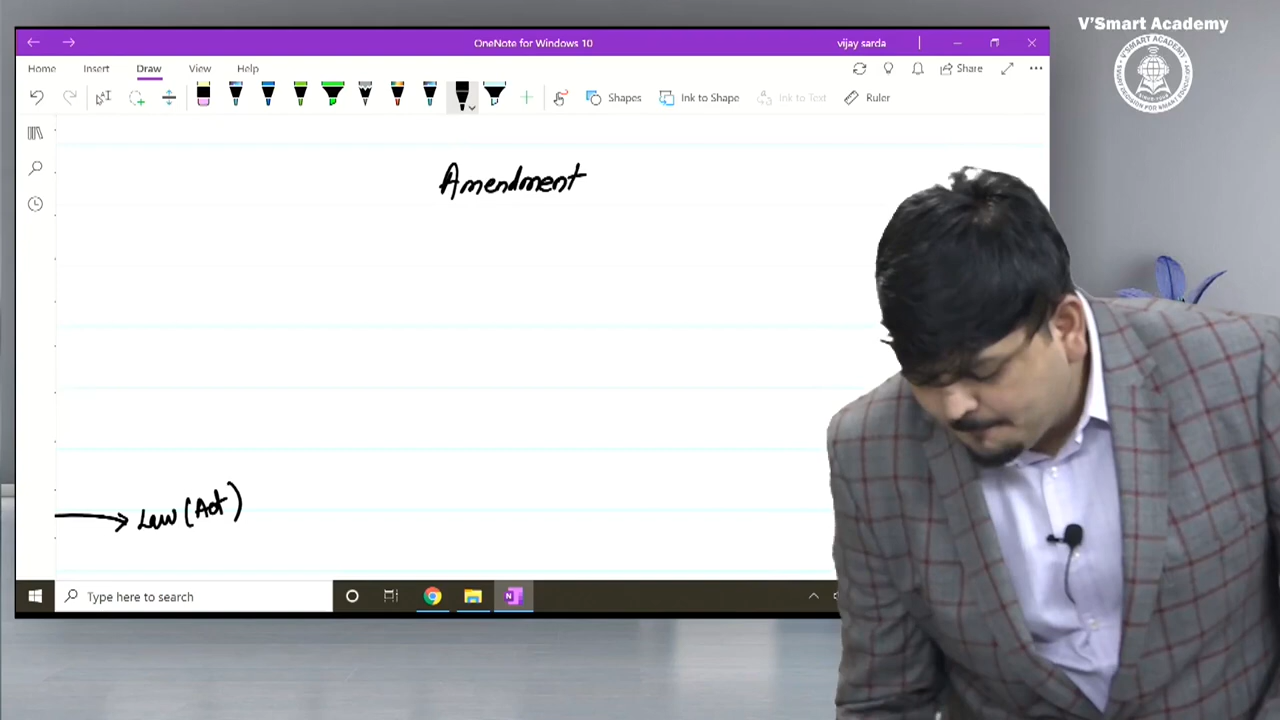 V'Smart Academy
OneNote for Windows 10
vijay sarda
Home Insert Draw View Help
Share
Shapes Ink to Shape Ink to Text Ruler
Amendment
Law (Act)
Type here to search